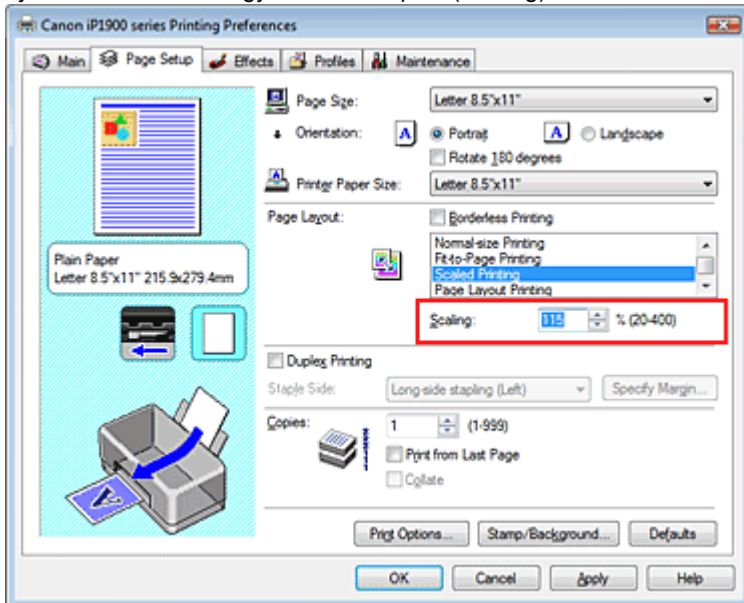 Canon iP1900 series Printing Preferences
Main Page Setup Effects Profiles Maintenance
Page Size: Letter 8.5"x11"
Orientation: A Portrait A Landscape
Rotate 180 degrees
Printer Paper Size: Letter 8.5"x11"
Page Layout: Borderless Printing
Normal-size Printing
Fit-to-Page Printing
Scaled Printing
Page Layout Printing
Plain Paper
Letter 8.5"x11" 215.9x279.4mm
Scaling: 115 % (20-400)
Duplex Printing
Staple Side: Long-side stapling (Left) Specify Margin...
Copies: 1 (1-999)
Print from Last Page
Collate
A
Print Options... Stamp/Background... Defaults
OK Cancel Apply Help